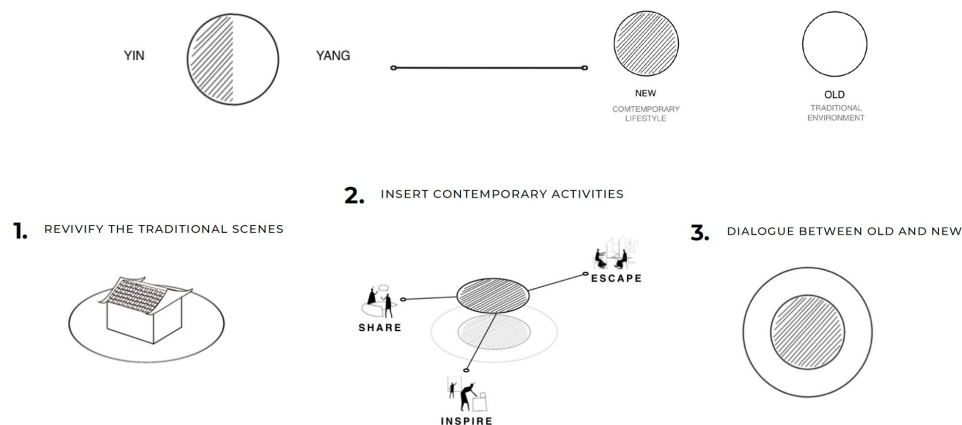 YIN
YANG
NEW
COMTEMPORARY
LIFESTYLE
OLD
TRADITIONAL
ENVIRONMENT
1. REVIVIFY THE TRADITIONAL SCENES
2. INSERT CONTEMPORARY ACTIVITIES
SHARE
ESCAPE
INSPIRE
3. DIALOGUE BETWEEN OLD AND NEW